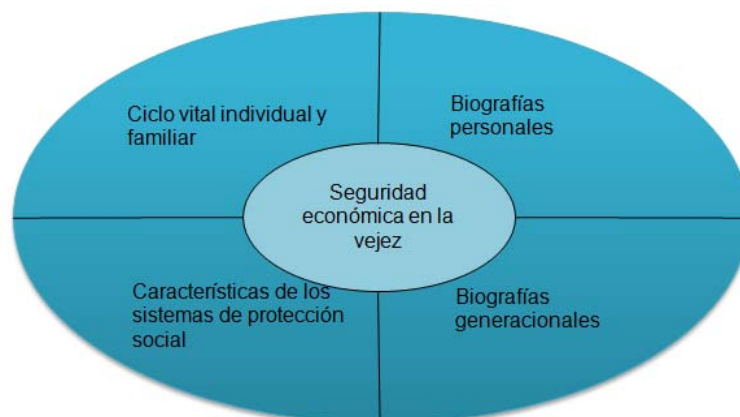 Ciclo vital individual y
familiar
Biografías
personales
Seguridad
económica en la
vejez
Características de los
sistemas de protección
social
Biografías
generacionales